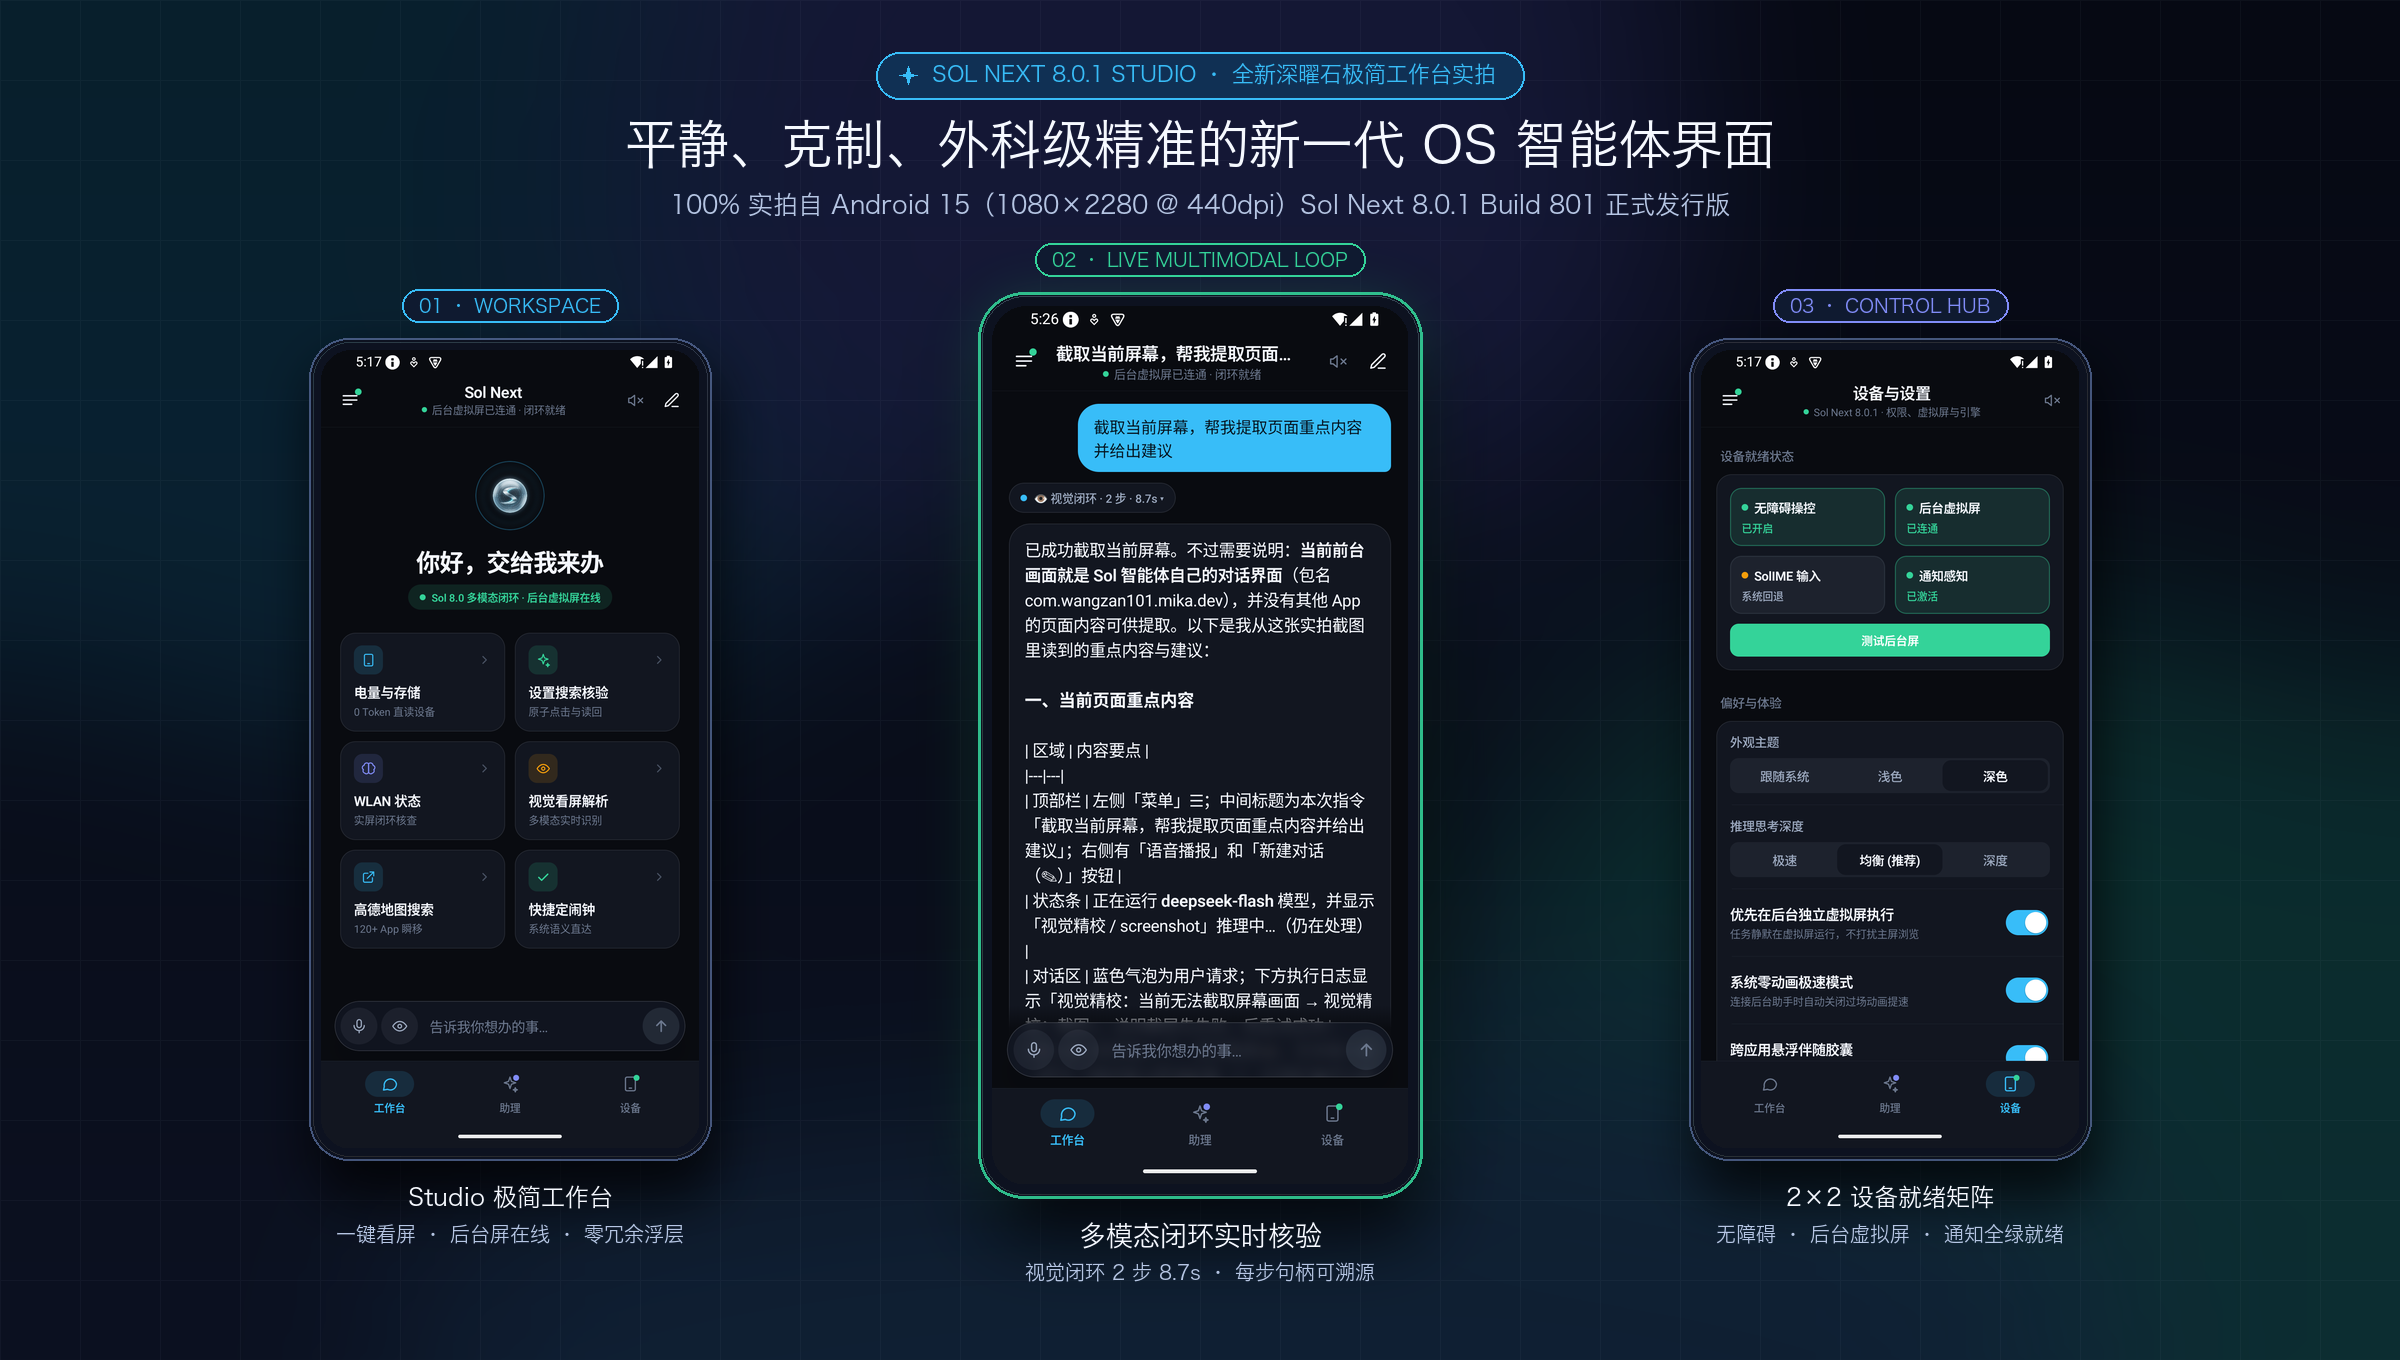 SOL NEXT 8.0.1 STUDIO · 全新深曜石极简工作台实拍
平静、克制、外科级精准的新一代 OS 智能体界面
100% 实拍自 Android 15（1080×2280 @ 440dpi）Sol Next 8.0.1 Build 801 正式发行版
01 · WORKSPACE
5:17
Sol Next
后台虚拟屏已连通 · 闭环就绪
你好，交给我来办
Sol 8.0 多模态闭环 · 后台虚拟屏在线
电量与存储
0 Token 直读设备
设置搜索核验
原子点击与读回
WLAN 状态
实屏闭环核查
视觉看屏解析
多模态实时识别
高德地图搜索
120+ App 瞬移
快捷定闹钟
系统语义直达
告诉我你想办的事...
工作台
助理
设备
Studio 极简工作台
一键看屏 · 后台屏在线 · 零冗余浮层
02 · LIVE MULTIMODAL LOOP
5:26
截取当前屏幕，帮我提取页面...
后台虚拟屏已连通 · 闭环就绪
截取当前屏幕，帮我提取页面重点内容
并给出建议
视觉闭环 · 2 步 · 8.7s
已成功截取当前屏幕。不过需要说明：当前前台
画面就是 Sol 智能体自己的对话界面（包名
com.wangzan101.mika.dev），并没有其他 App
的页面内容可供提取。以下是我从这张实拍截图
里读到的重点内容与建议：
一、当前页面重点内容
| 区域 | 内容要点 |
|---|---|
| 顶部栏 | 左侧「菜单」☰；中间标题为本次指令
「截取当前屏幕，帮我提取页面重点内容并给出
建议」；右侧有「语音播报」和「新建对话
（✎）」按钮 |
| 状态条 | 正在运行 deepseek-flash 模型，并显示
「视觉精校 / screenshot」推理中...（仍在处理）
|
| 对话区 | 蓝色气泡为用户请求；下方执行日志显
示「视觉精校：当前无法截取屏幕画面 → 视觉精
告诉我你想办的事...
工作台
助理
设备
多模态闭环实时核验
视觉闭环 2 步 8.7s · 每步句柄可溯源
03 · CONTROL HUB
5:17
设备与设置
Sol Next 8.0.1 · 权限、虚拟屏与引擎
设备就绪状态
无障碍操控
已开启
后台虚拟屏
已连通
SolIME 输入
系统回退
通知感知
已激活
测试后台屏
偏好与体验
外观主题
跟随系统
浅色
深色
推理思考深度
极速
均衡 (推荐)
深度
优先在后台独立虚拟屏执行
任务静默在虚拟屏运行，不打扰主屏浏览
系统零动画极速模式
连接后台助手时自动关闭过场动画提速
跨应用悬浮伴随胶囊
工作台
助理
设备
2×2 设备就绪矩阵
无障碍 · 后台虚拟屏 · 通知全绿就绪